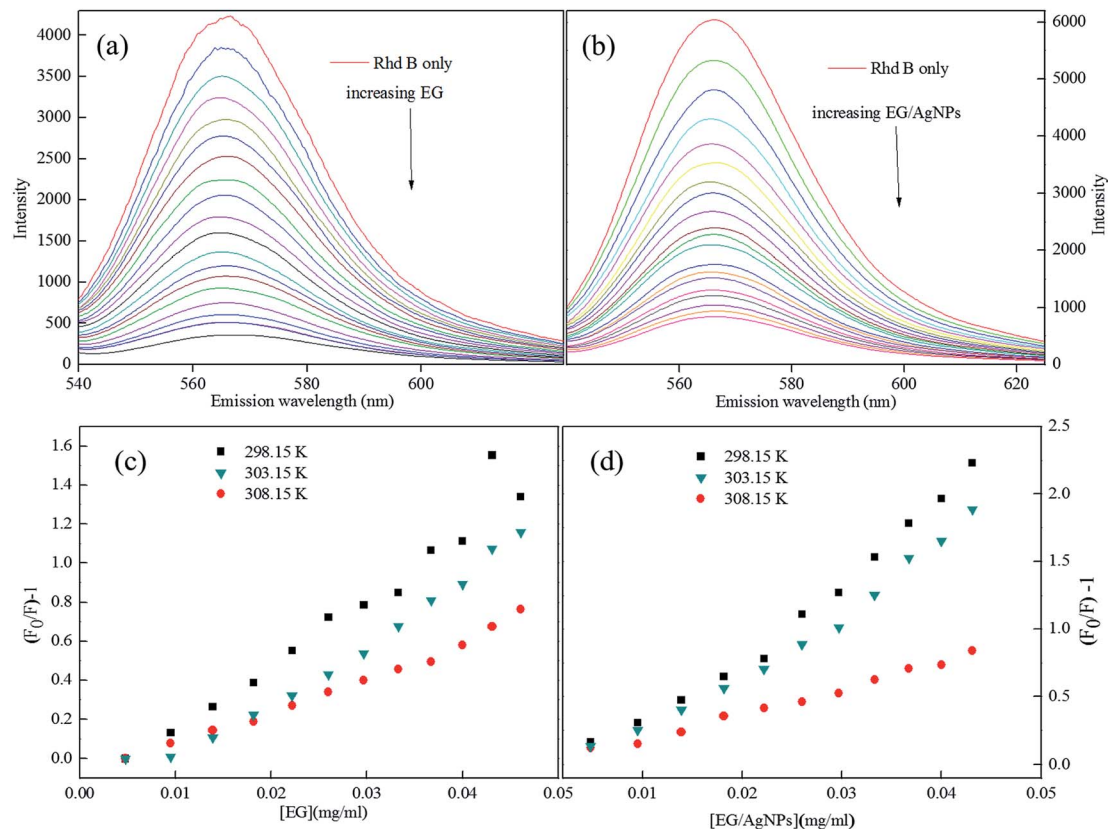 (a)
Rhd B only
increasing EG
4000
3500
3000
2500
2000
1500
1000
500
0
Intensity
540
560
580
600
Emission wavelength (nm)
(b)
Rhd B only
increasing EG/AgNPs
6000
5000
4000
3000
2000
1000
0
Intensity
560
580
600
620
Emission wavelength (nm)
(c)
298.15 K
303.15 K
308.15 K
1.6
1.4
1.2
1.0
0.8
0.6
0.4
0.2
0.0
(F0/F)-1
0.00
0.01
0.02
0.03
0.04
0.05
[EG](mg/ml)
(d)
298.15 K
303.15 K
308.15 K
2.5
2.0
1.5
1.0
0.5
0.0
(F0/F) -1
0.01
0.02
0.03
0.04
0.05
[EG/AgNPs](mg/ml)